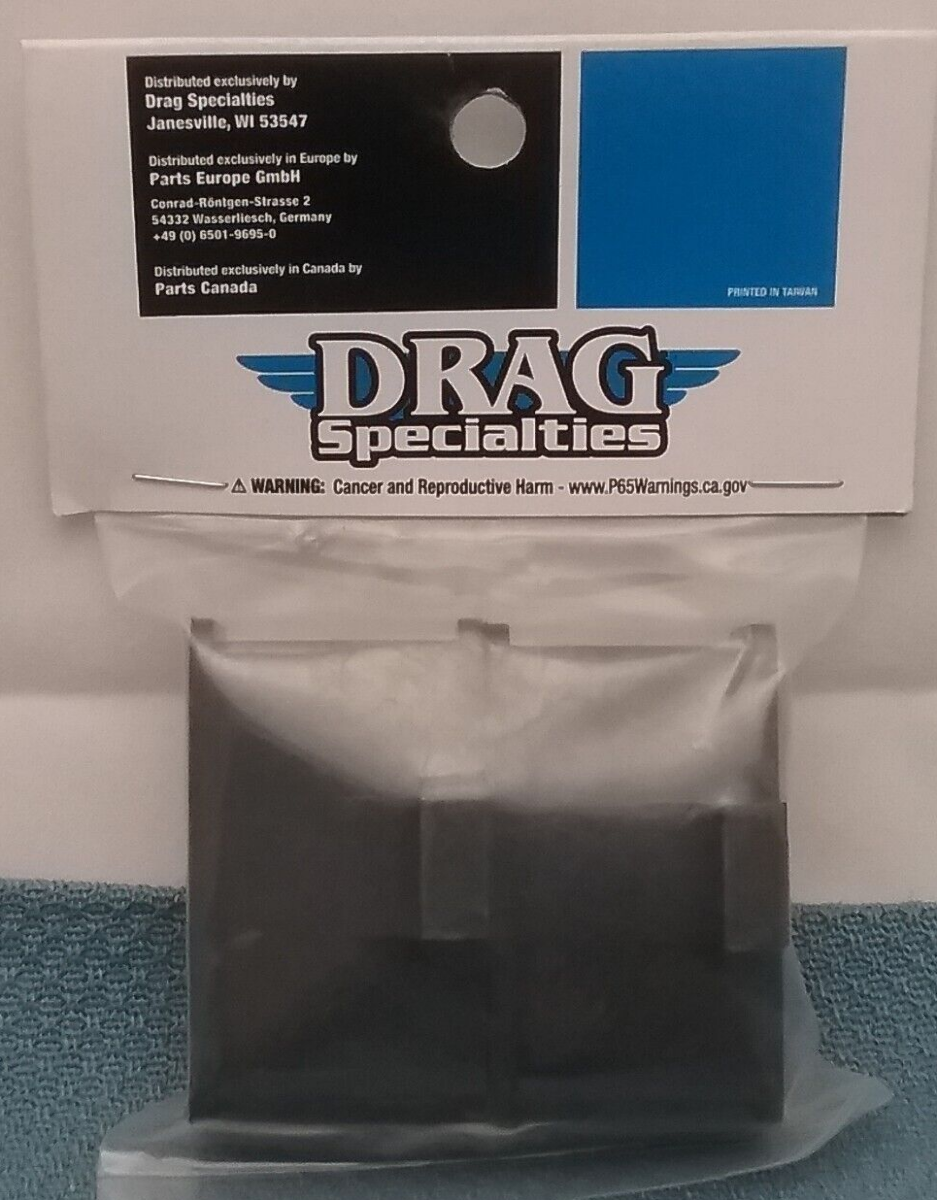 Distributed exclusively by
Drag Specialties
Janesville, WI 53547
Distributed exclusively in Europe by
Parts Europe GmbH
Conrad-Röntgen-Strasse 2
54332 Wasserliesch, Germany
+49 (0) 6501-9695-0
Distributed exclusively in Canada by
Parts Canada
PRINTED IN TAIWAN
DRAG
Specialties
⚠ WARNING: Cancer and Reproductive Harm - www.P65Warnings.ca.gov